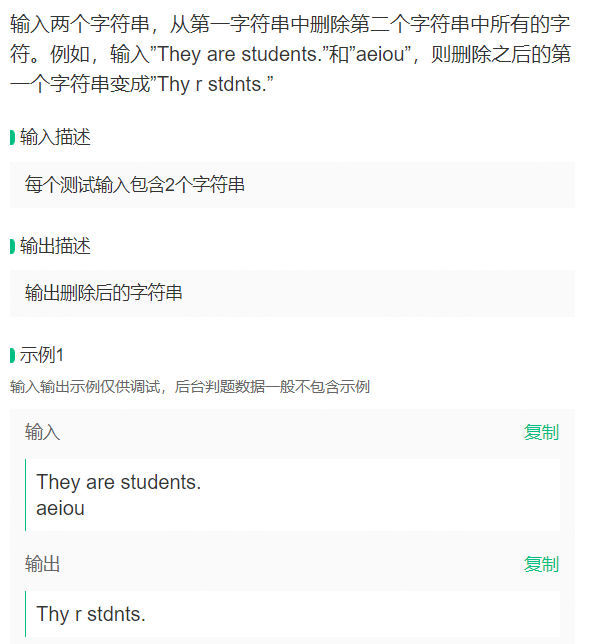 输入两个字符串，从第一字符串中删除第二个字符串中所有的字
符。例如，输入”They are students.”和”aeiou”，则删除之后的第
一个字符串变成”Thy r stdnts.”
输入描述
每个测试输入包含2个字符串
输出描述
输出删除后的字符串
示例1
输入输出示例仅供调试，后台判题数据一般不包含示例
输入 复制
They are students.
aeiou
输出 复制
Thy r stdnts.